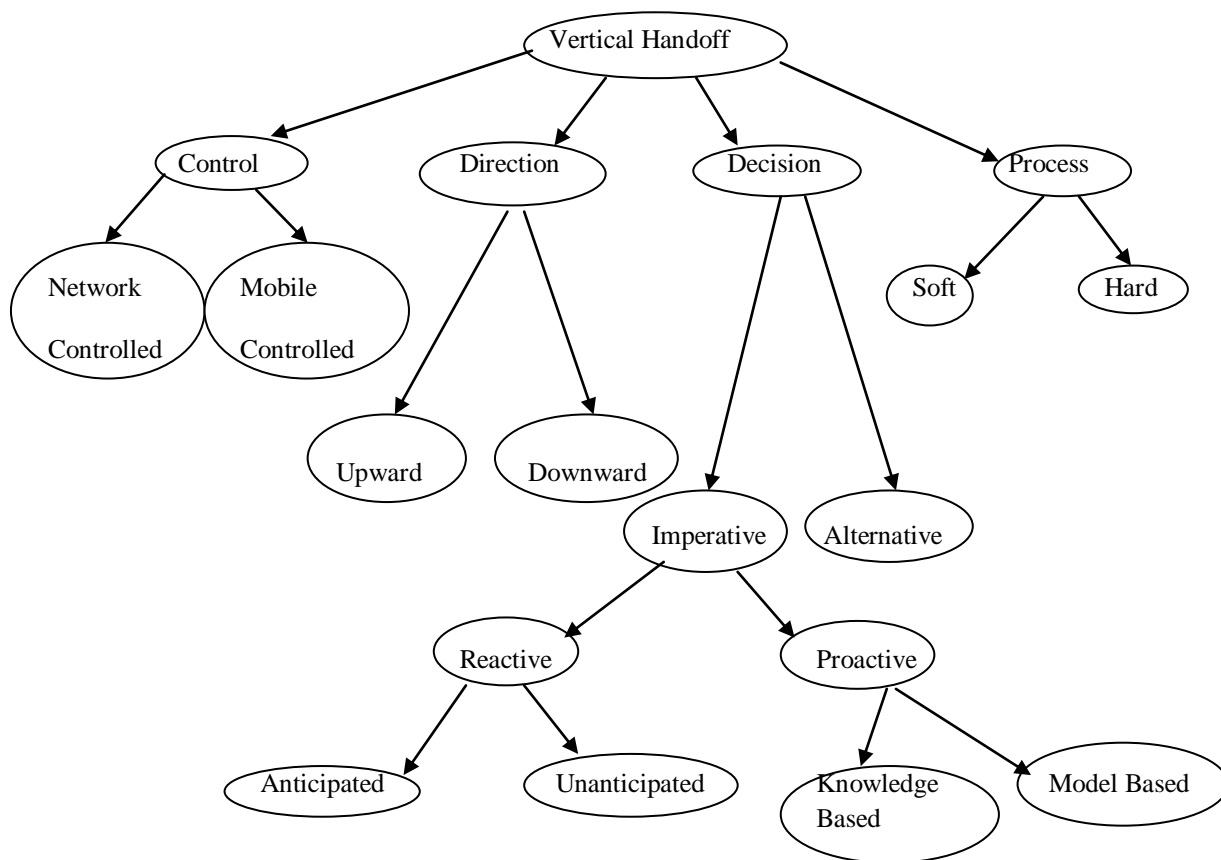 Vertical Handoff
Control
Direction
Decision
Process
Network
Controlled
Mobile
Controlled
Soft
Hard
Upward
Downward
Imperative
Alternative
Reactive
Proactive
Anticipated
Unanticipated
Knowledge
Based
Model Based